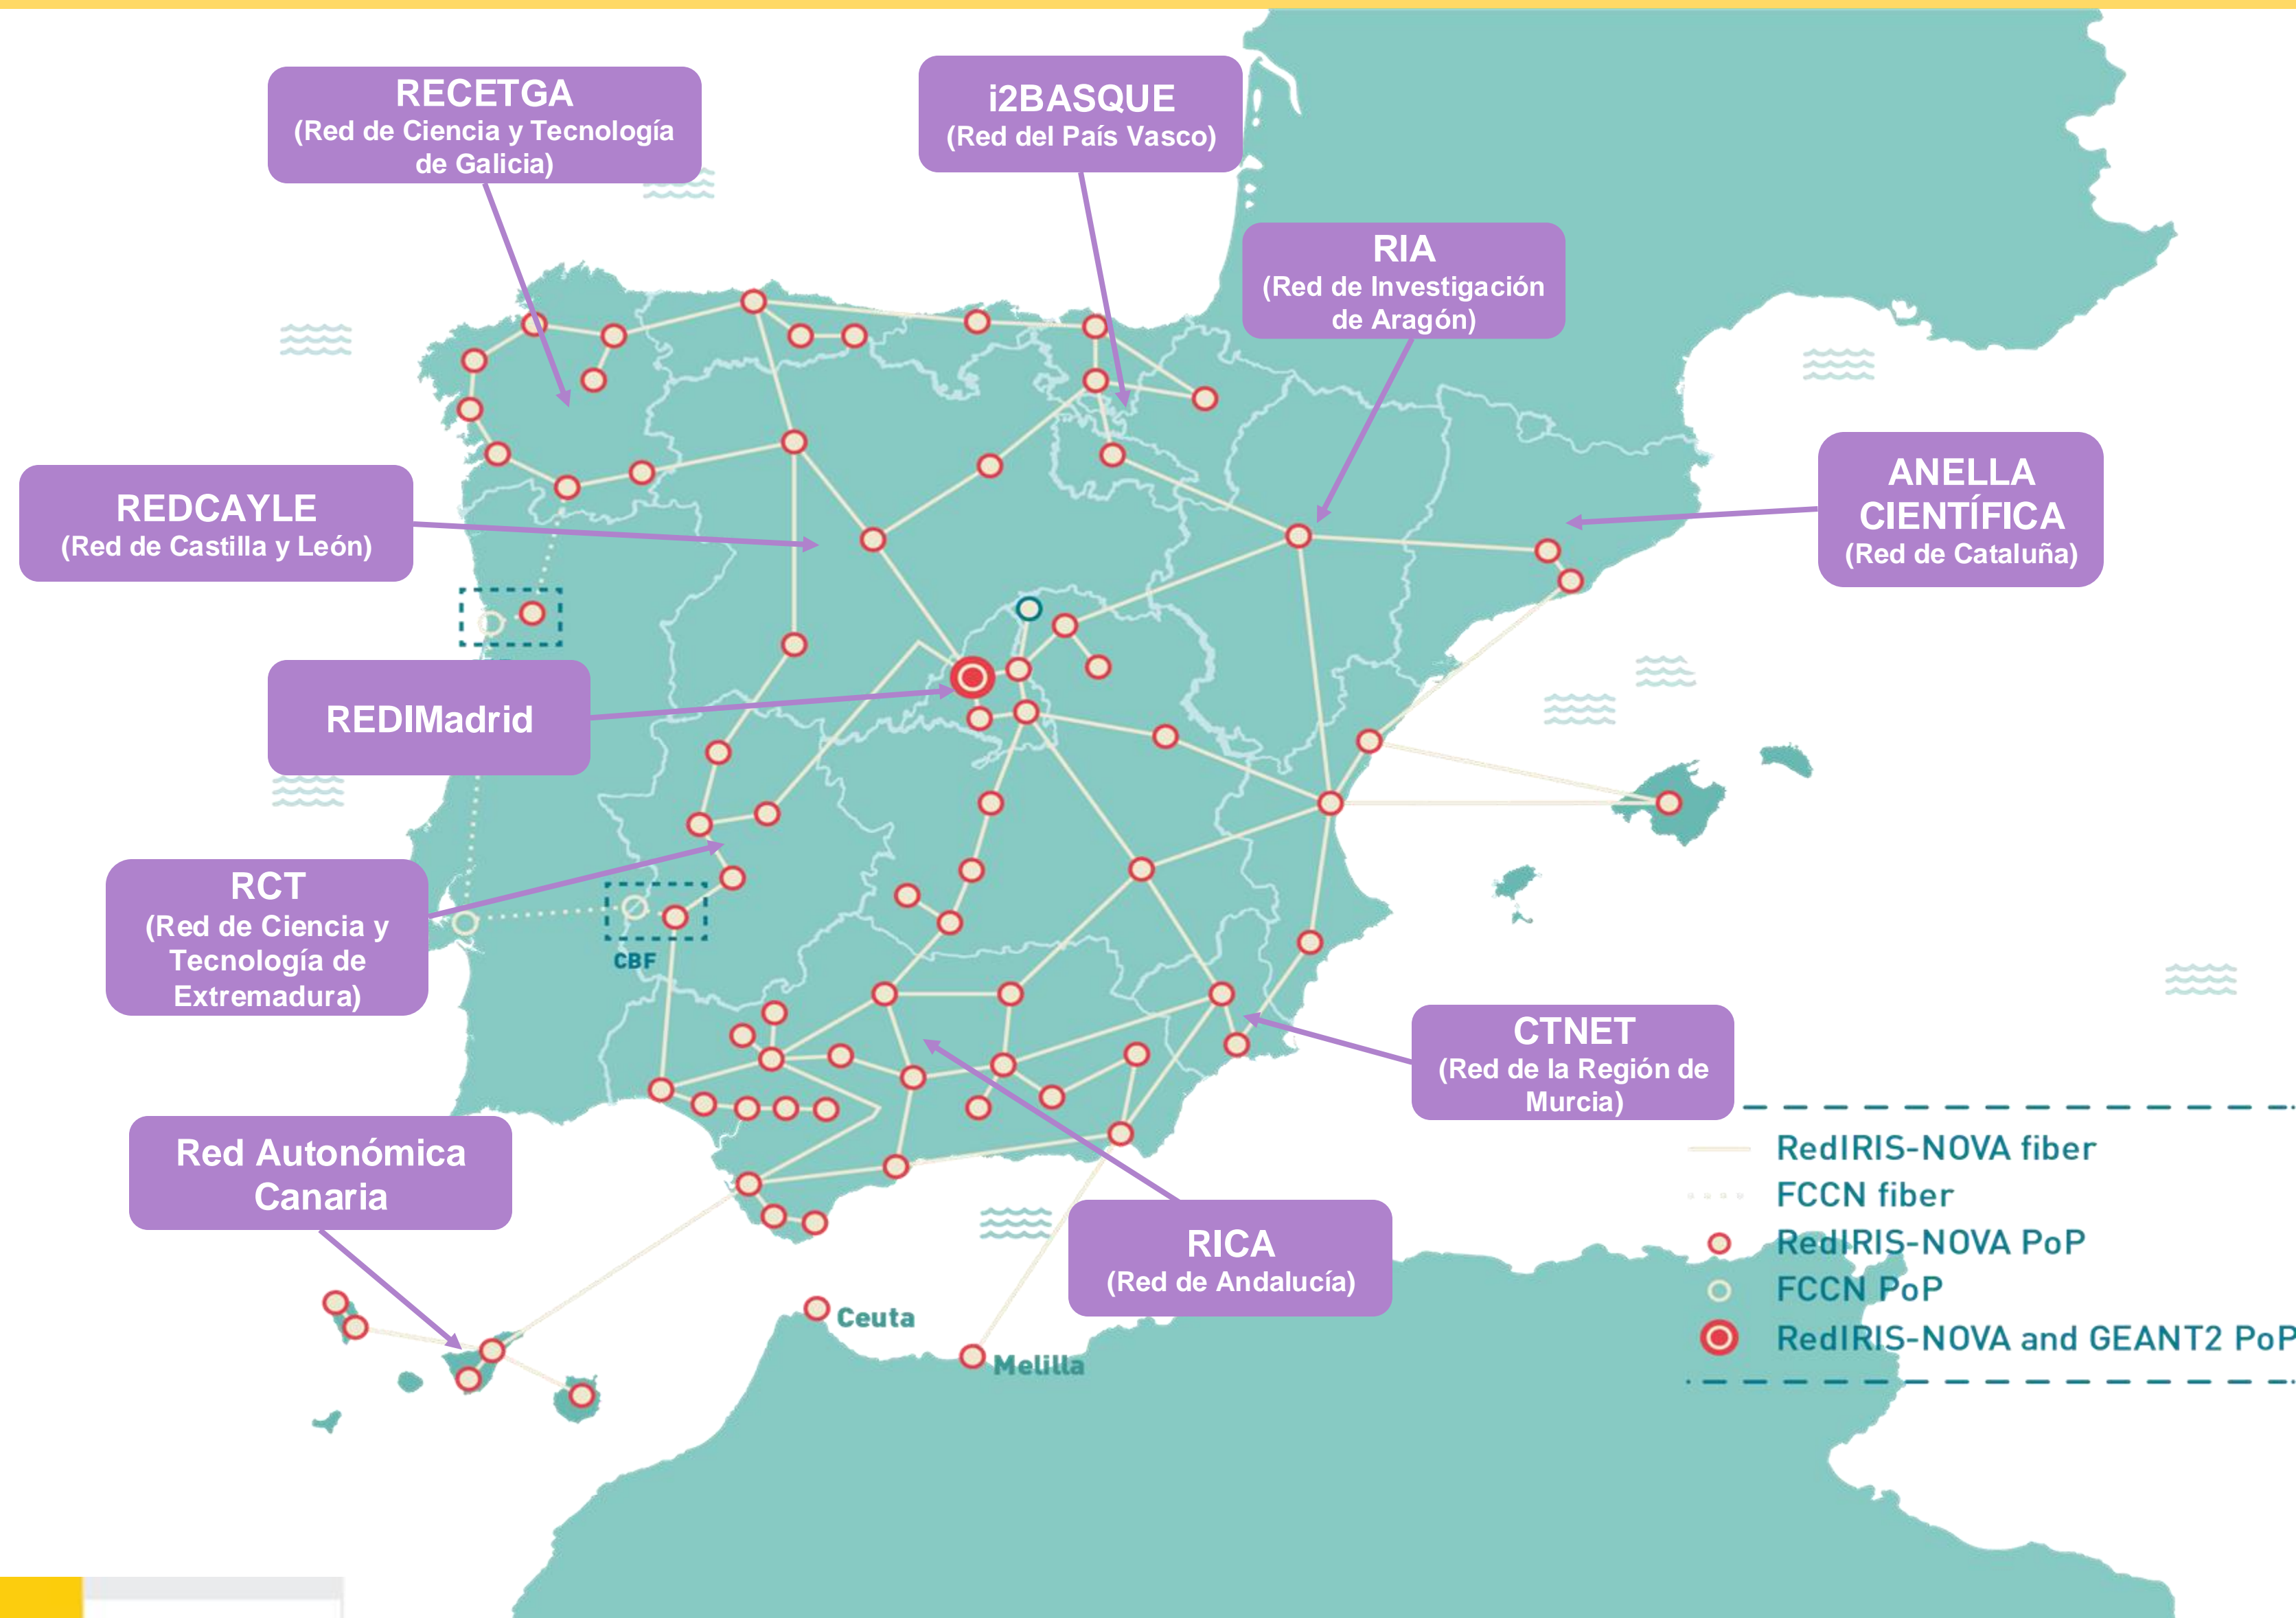 RECETGA
(Red de Ciencia y Tecnología
de Galicia)
i2BASQUE
(Red del País Vasco)
RIA
(Red de Investigación
de Aragón)
ANELLA
CIENTÍFICA
(Red de Cataluña)
REDCAYLE
(Red de Castilla y León)
REDIMadrid
RCT
(Red de Ciencia y
Tecnología de
Extremadura)
CBF
CTNET
(Red de la Región de
Murcia)
Red Autonómica
Canaria
RICA
(Red de Andalucía)
Ceuta
Melilla
RedIRIS-NOVA fiber
FCCN fiber
RedIRIS-NOVA PoP
FCCN PoP
RedIRIS-NOVA and GEANT2 PoP